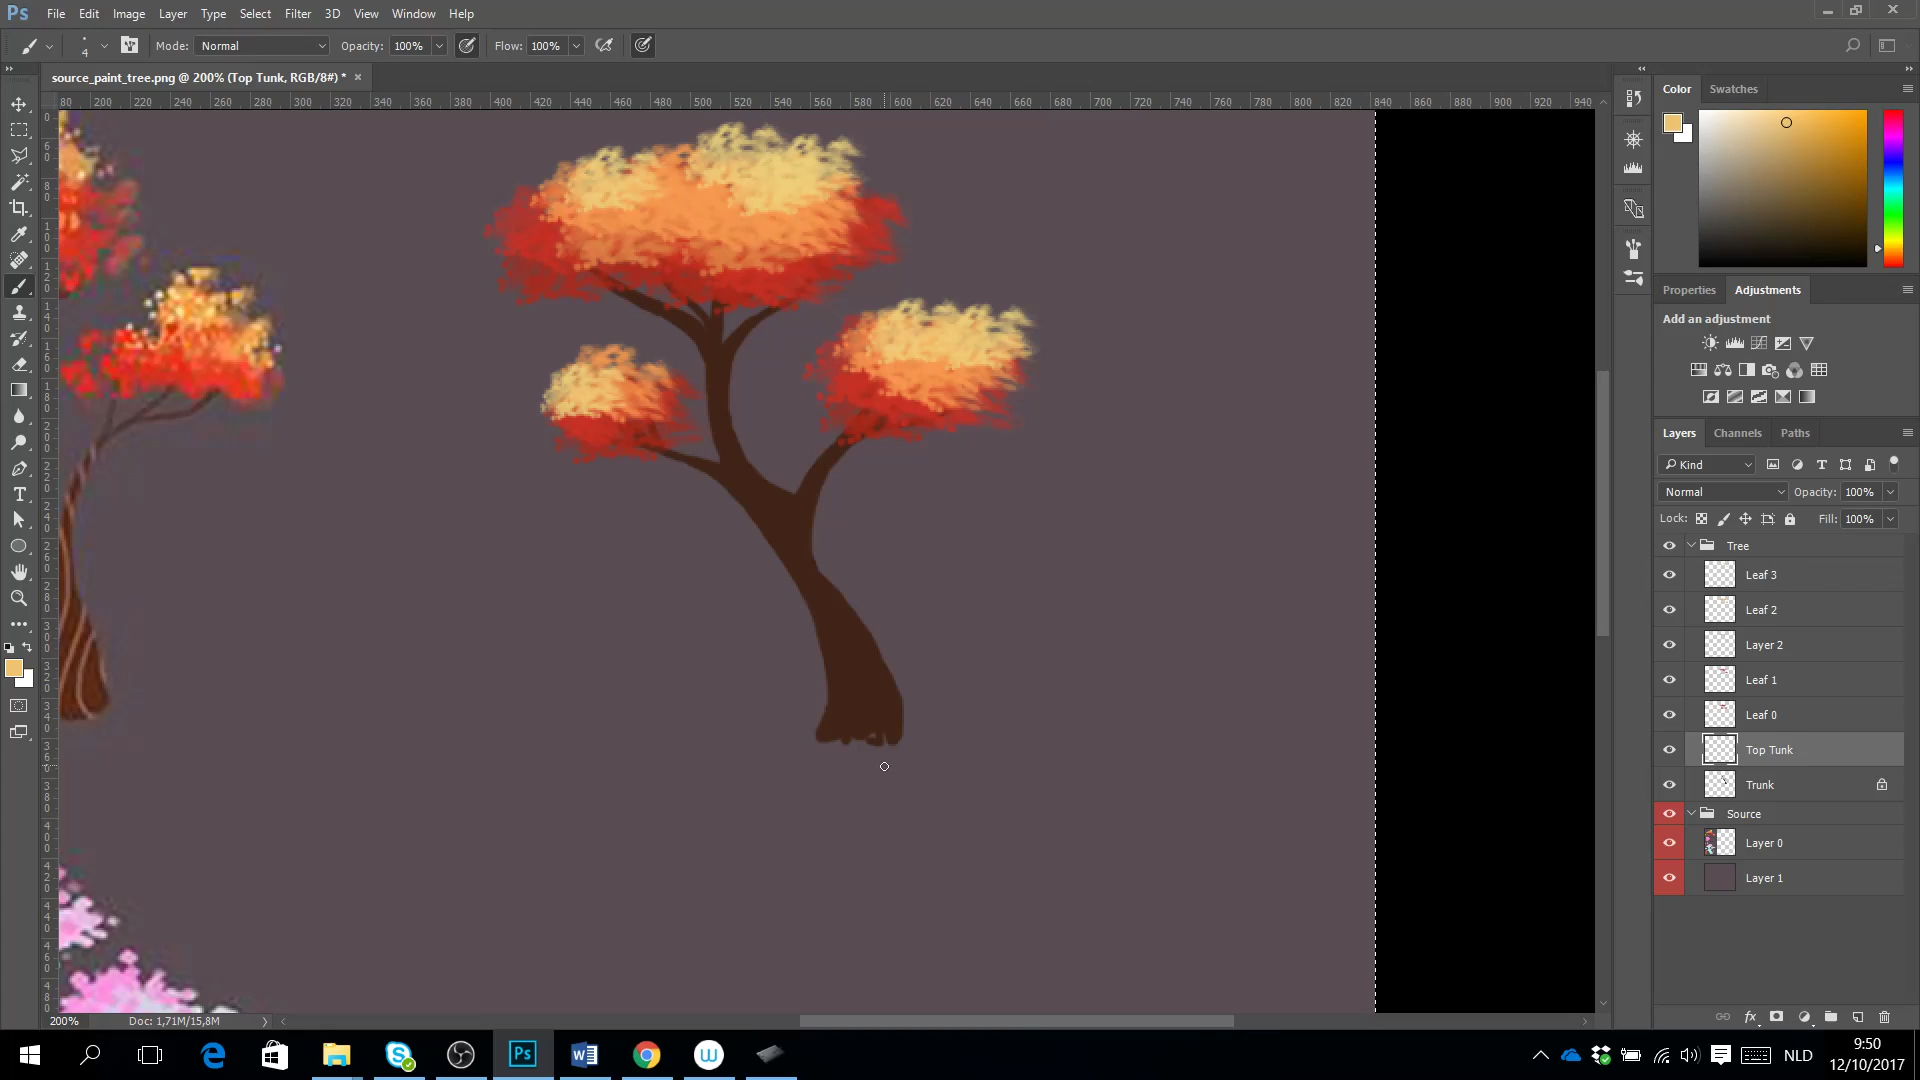 Ps File Edit Image Layer Type Select Filter 3D View Window Help
4 Mode: Normal Opacity: 100% Flow: 100%
source_paint_tree.png @ 200% (Top Tunk, RGB/8#) * ×
80 200 220 240 260 280 300 320 340 360 380 400 420 440 460 480 500 520 540 560 580 600 620 640 660 680 700 720 740 760 780 800 820 840 860 880 900 920 940
Color Swatches
Properties Adjustments
Add an adjustment
Layers Channels Paths
Kind
Normal Opacity: 100%
Lock: Fill: 100%
Tree
Leaf 3
Leaf 2
Layer 2
Leaf 1
Leaf 0
Top Tunk
Trunk
Source
Layer 0
Layer 1
200% Doc: 1,71M/15,8M
NLD
9:50
12/10/2017